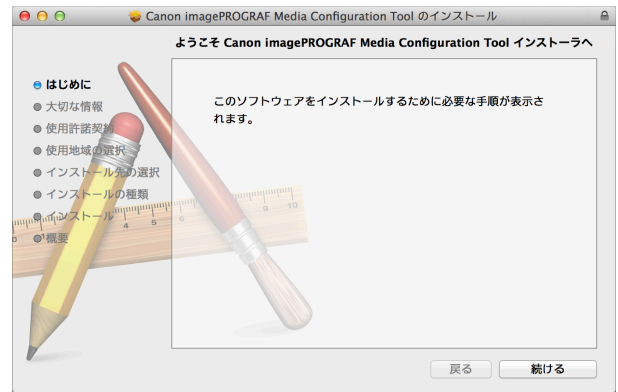 Canon imagePROGRAF Media Configuration Tool のインストール
ようこそ Canon imagePROGRAF Media Configuration Tool インストーラへ
はじめに
大切な情報
使用許諾契約
使用地域の選択
インストール先の選択
インストールの種類
インストール
概要
このソフトウェアをインストールするために必要な手順が表示さ
れます。
4 5 6 9 10
戻る
続ける